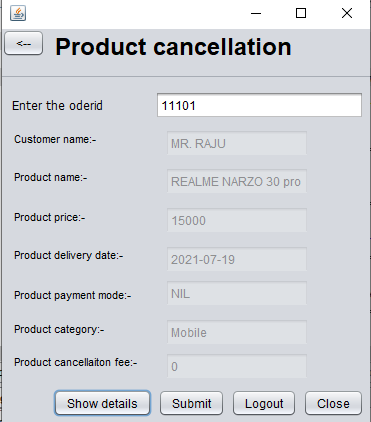 <-- Product cancellation
Enter the oderid 11101
Customer name:- MR. RAJU
Product name:- REALME NARZO 30 pro
Product price:- 15000
Product delivery date:- 2021-07-19
Product payment mode:- NIL
Product category:- Mobile
Product cancellaiton fee:- 0
Show details Submit Logout Close